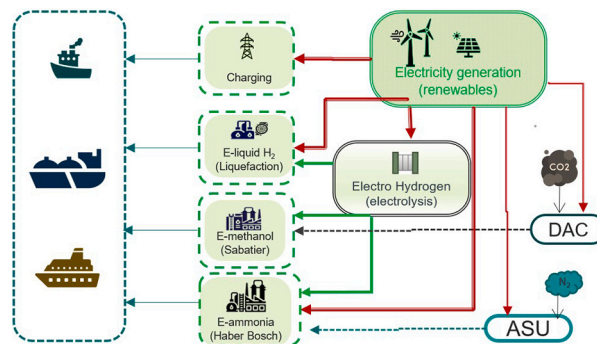 Charging
Electricity generation
(renewables)
E-liquid H₂
(Liquefaction)
Electro Hydrogen
(electrolysis)
CO2
E-methanol
(Sabatier)
DAC
N₂
E-ammonia
(Haber Bosch)
ASU